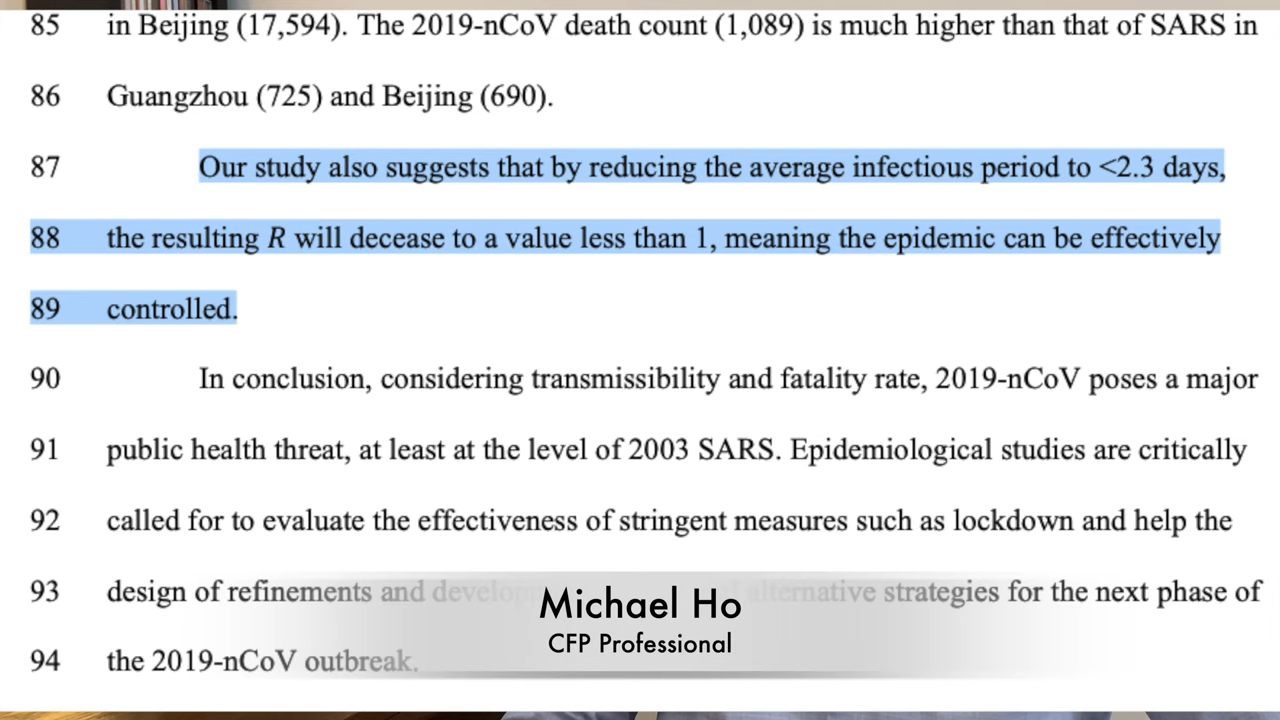 85 in Beijing (17,594). The 2019-nCoV death count (1,089) is much higher than that of SARS in
86 Guangzhou (725) and Beijing (690).
87 Our study also suggests that by reducing the average infectious period to <2.3 days,
88 the resulting R will decease to a value less than 1, meaning the epidemic can be effectively
89 controlled.
90 In conclusion, considering transmissibility and fatality rate, 2019-nCoV poses a major
91 public health threat, at least at the level of 2003 SARS. Epidemiological studies are critically
92 called for to evaluate the effectiveness of stringent measures such as lockdown and help the
93 design of refinements and alternative strategies for the next phase of
Michael Ho
CFP Professional
94 the 2019-nCoV outbreak.